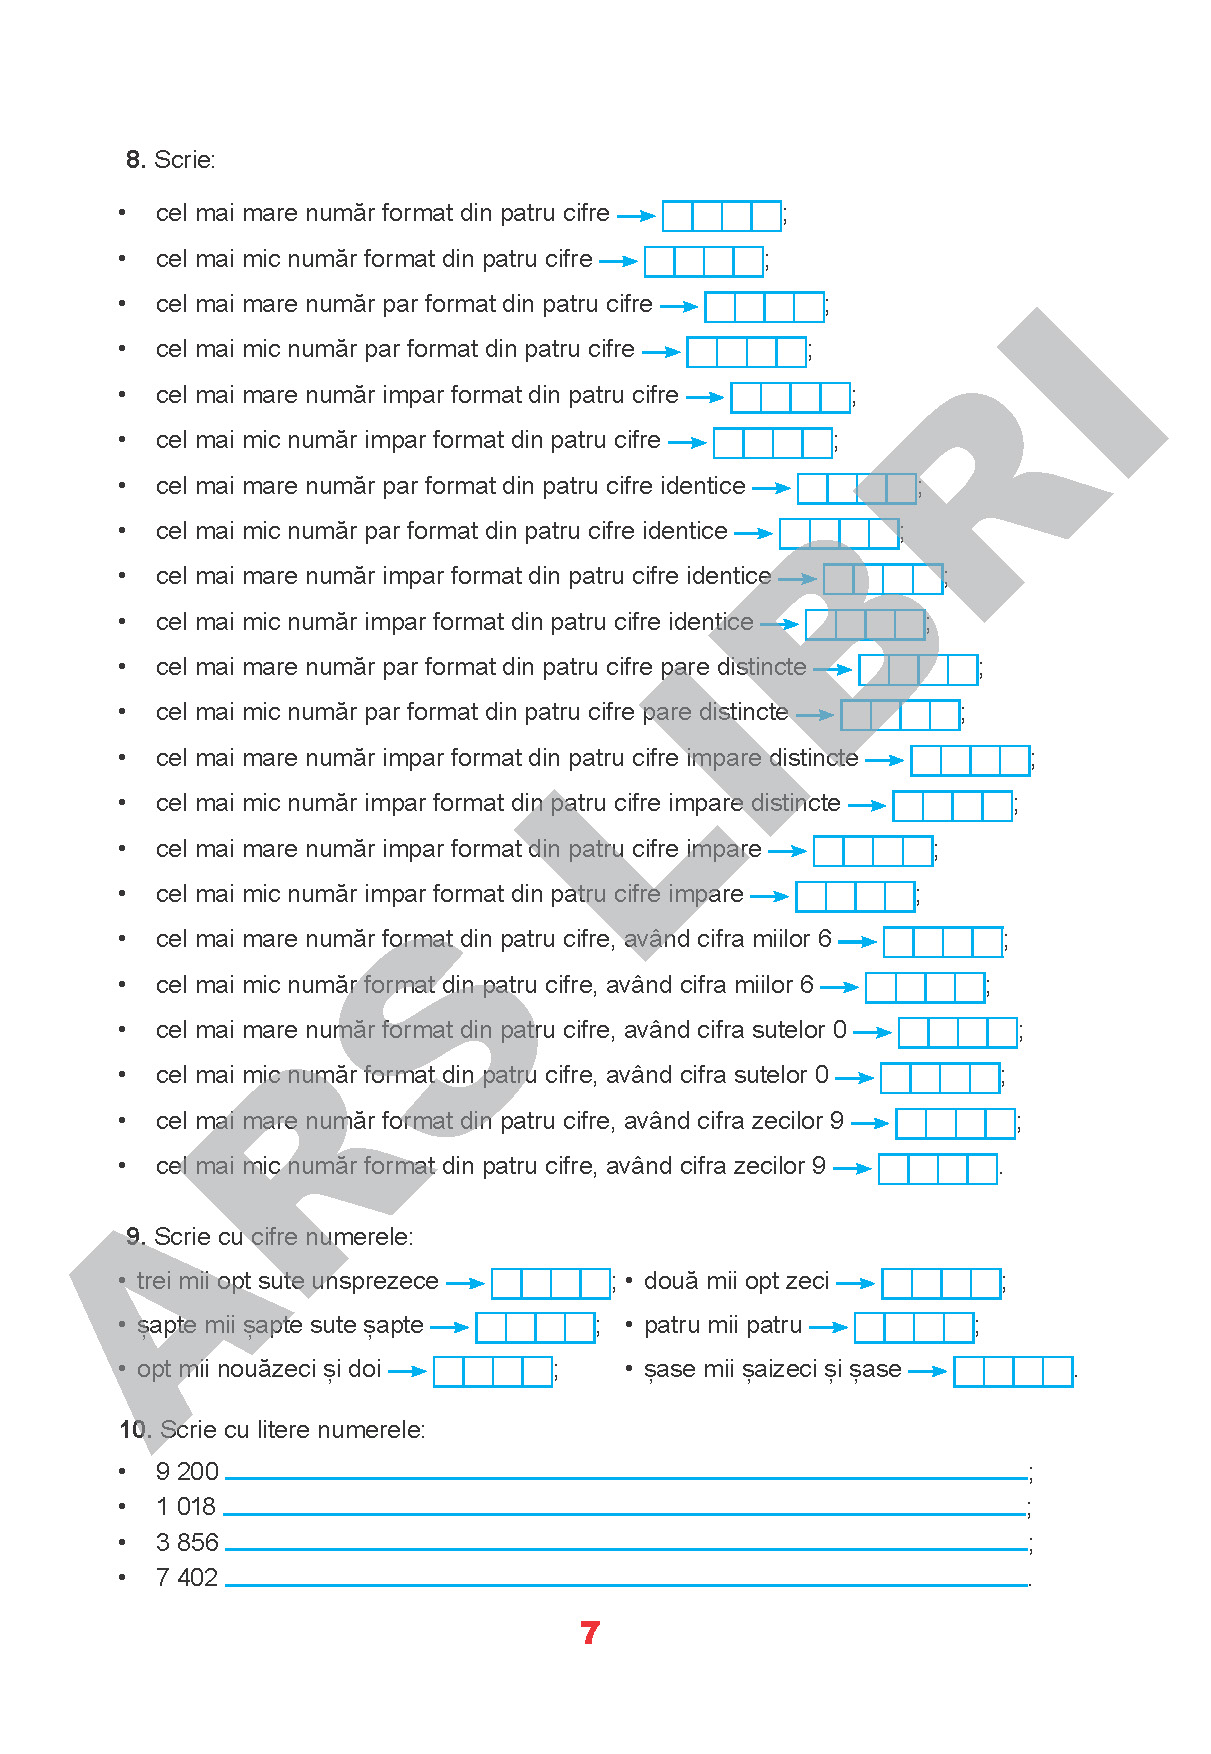 8. Scrie:
• cel mai mare număr format din patru cifre ;
• cel mai mic număr format din patru cifre ;
• cel mai mare număr par format din patru cifre ;
• cel mai mic număr par format din patru cifre ;
• cel mai mare număr impar format din patru cifre ;
• cel mai mic număr impar format din patru cifre ;
• cel mai mare număr par format din patru cifre identice ;
• cel mai mic număr par format din patru cifre identice ;
• cel mai mare număr impar format din patru cifre identice ;
• cel mai mic număr impar format din patru cifre identice ;
• cel mai mare număr par format din patru cifre pare distincte ;
• cel mai mic număr par format din patru cifre pare distincte ;
• cel mai mare număr impar format din patru cifre impare distincte ;
• cel mai mic număr impar format din patru cifre impare distincte ;
• cel mai mare număr impar format din patru cifre impare ;
• cel mai mic număr impar format din patru cifre impare ;
• cel mai mare număr format din patru cifre, având cifra miilor 6 ;
• cel mai mic număr format din patru cifre, având cifra miilor 6 ;
• cel mai mare număr format din patru cifre, având cifra sutelor 0 ;
• cel mai mic număr format din patru cifre, având cifra sutelor 0 ;
• cel mai mare număr format din patru cifre, având cifra zecilor 9 ;
• cel mai mic număr format din patru cifre, având cifra zecilor 9 .
9. Scrie cu cifre numerele:
• trei mii opt sute unsprezece ; • două mii opt zeci ;
• șapte mii șapte sute șapte ; • patru mii patru ;
• opt mii nouăzeci și doi ; • șase mii șaizeci și șase .
10. Scrie cu litere numerele:
• 9 200 ;
• 1 018 ;
• 3 856 ;
• 7 402 .
7
ARS LIBRI